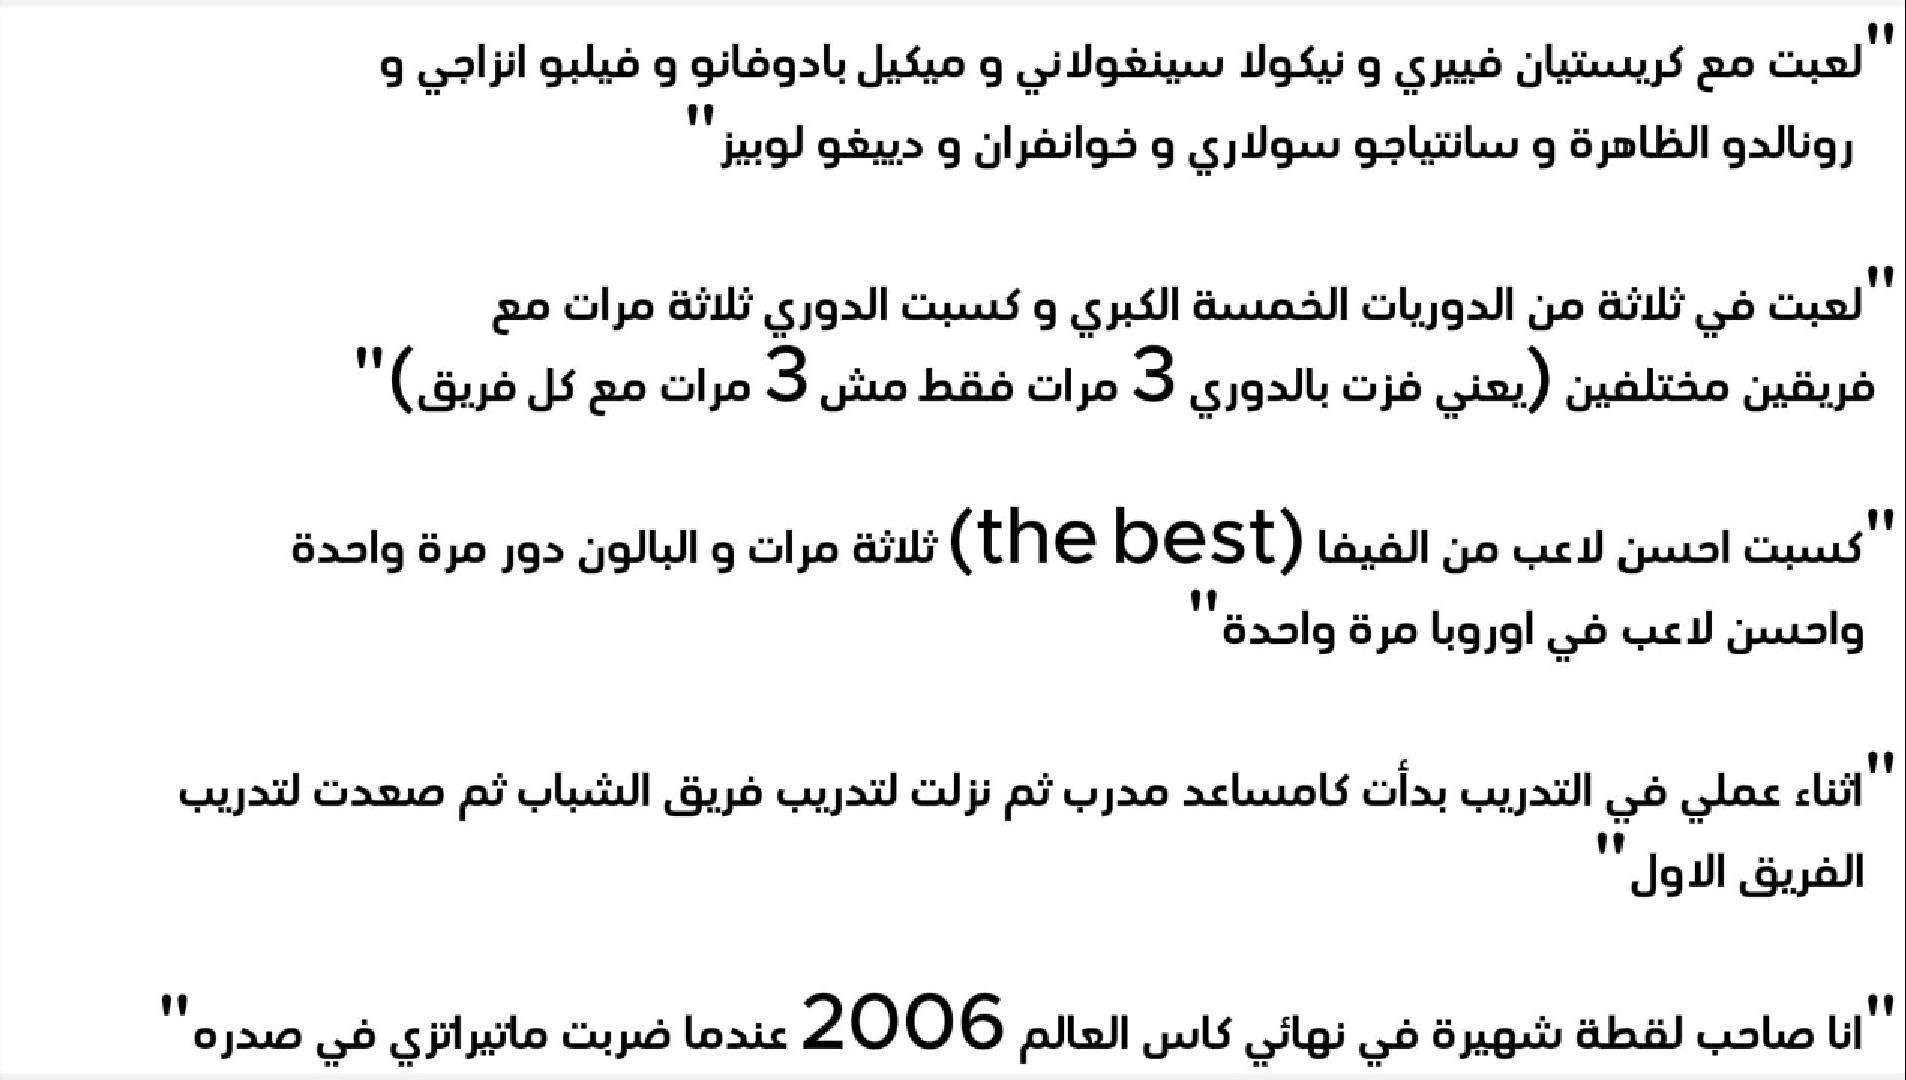 "لعبت مع كريستيان فييري و نيكولا سينغولاني و ميكيل بادوفانو و فيلبو انزاجي و
رونالدو الظاهرة و سانتياجو سولاري و خوانفران و دييغو لوبيز"
"لعبت في ثلاثة من الدوريات الخمسة الكبري و كسبت الدوري ثلاثة مرات مع
فريقين مختلفين (يعني فزت بالدوري 3 مرات فقط مش 3 مرات مع كل فريق)"
"كسبت احسن لاعب من الفيفا (the best) ثلاثة مرات و البالون دور مرة واحدة
واحسن لاعب في اوروبا مرة واحدة"
"اثناء عملي في التدريب بدأت كامساعد مدرب ثم نزلت لتدريب فريق الشباب ثم صعدت لتدريب
الفريق الاول"
"انا صاحب لقطة شهيرة في نهائي كاس العالم 2006 عندما ضربت ماتيراتزي في صدره"